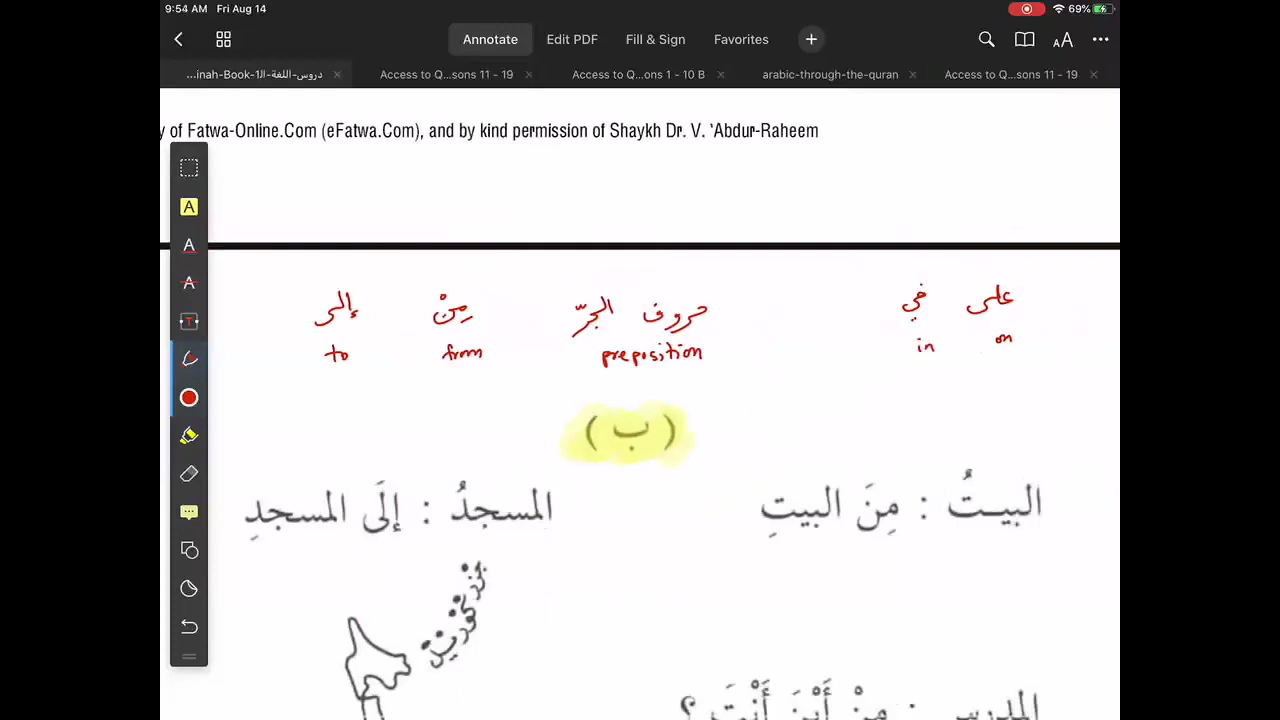 9:54 AM Fri Aug 14
69%
Annotate Edit PDF Fill & Sign Favorites
...دروس-اللغة-الـinah-Book-1 Access to Q...sons 11 - 19 Access to Q...ons 1 - 10 B arabic-through-the-quran Access to Q...sons 11 - 19
y of Fatwa-Online.Com (eFatwa.Com), and by kind permission of Shaykh Dr. V. 'Abdur-Raheem
على في حروف الجرّ مِنْ إلى
on in preposition from to
( ب )
البيـتُ : مِنَ البيتِ المسجدُ : إلَى المسجدِ
المدرس : مِنْ أَيْنَ أَنْتَ ؟